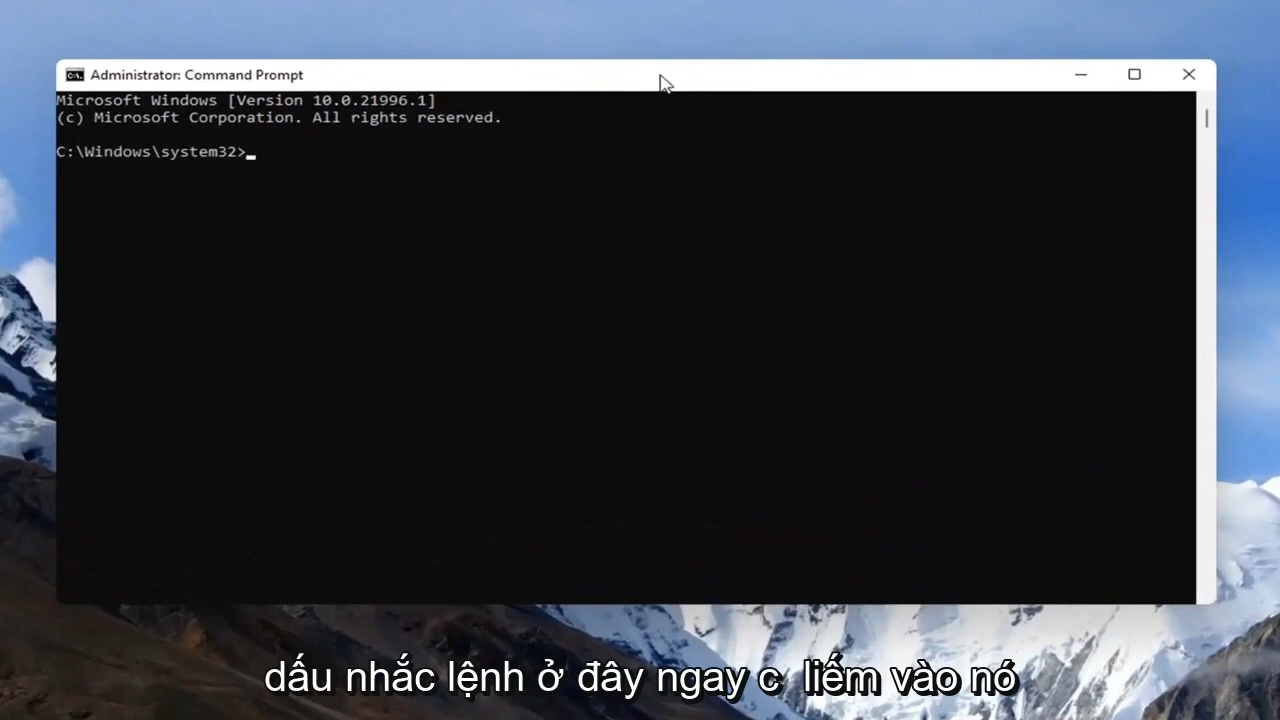 Administrator: Command Prompt
Microsoft Windows [Version 10.0.21996.1]
(c) Microsoft Corporation. All rights reserved.
C:\Windows\system32>
dấu nhắc lệnh ở đây ngay c liếm vào nó